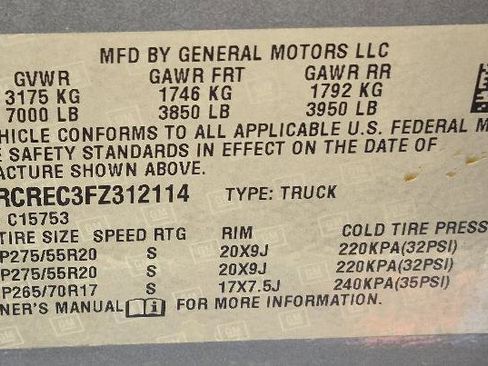 MFD BY GENERAL MOTORS LLC
GVWR GAWR FRT GAWR RR
3175 KG 1746 KG 1792 KG
7000 LB 3850 LB 3950 LB
EHICLE CONFORMS TO ALL APPLICABLE U.S. FEDERAL M
E SAFETY STANDARDS IN EFFECT ON THE DATE OF
FACTURE SHOWN ABOVE.
RCREC3FZ312114 TYPE: TRUCK
C15753
TIRE SIZE SPEED RTG RIM COLD TIRE PRESS
P275/55R20 S 20X9J 220KPA(32PSI)
P275/55R20 S 20X9J 220KPA(32PSI)
P265/70R17 S 17X7.5J 240KPA(35PSI)
NER'S MANUAL FOR MORE INFORMATION.